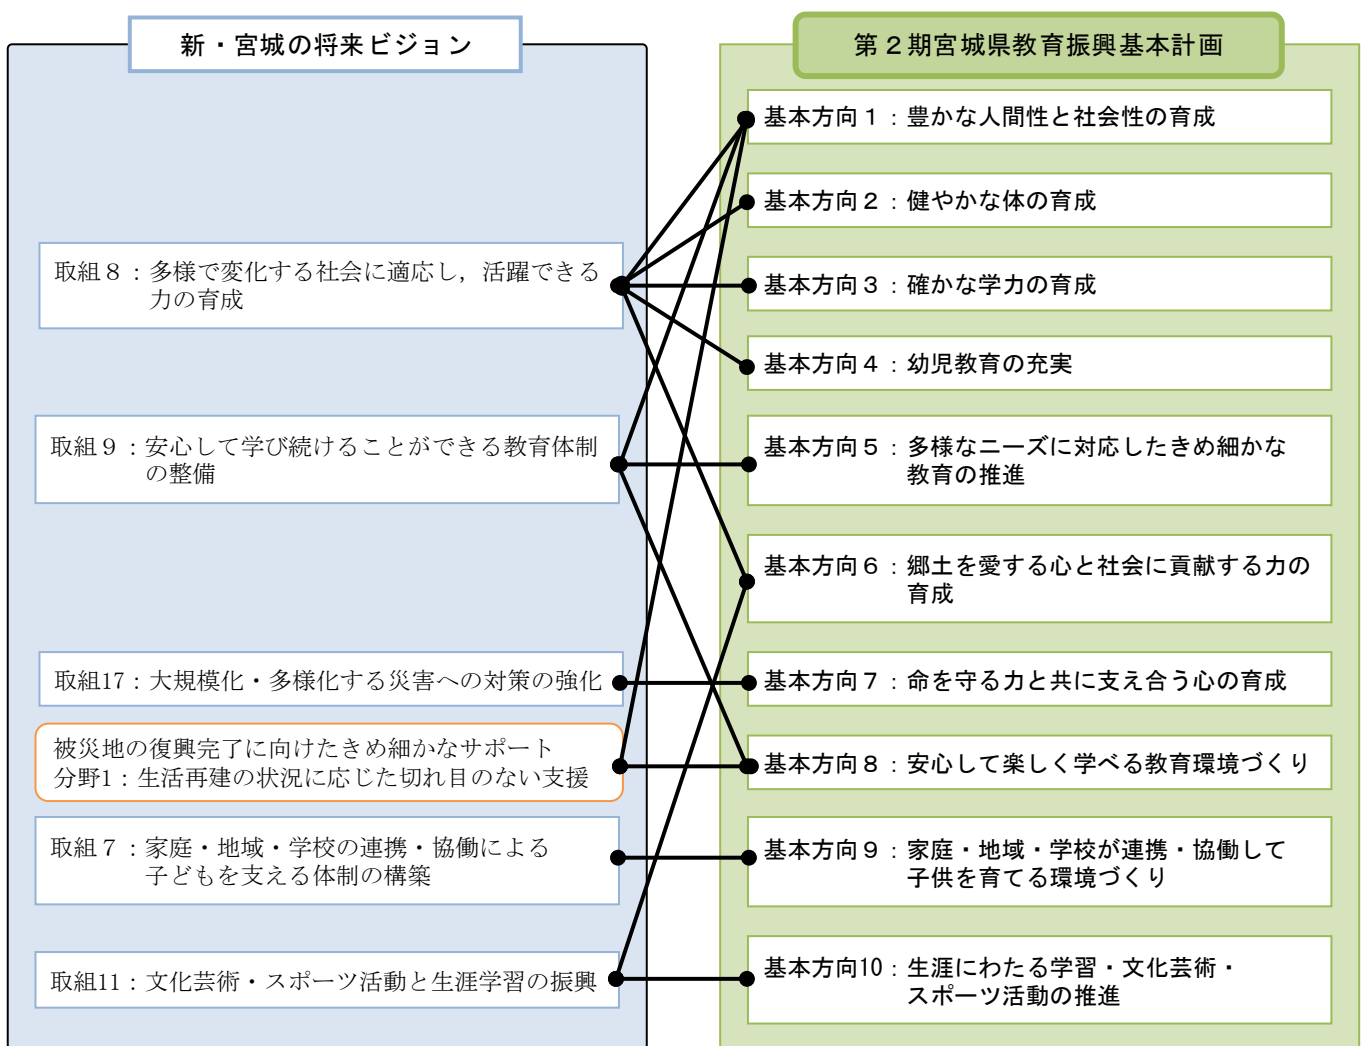 新・宮城の将来ビジョン
取組８：多様で変化する社会に適応し，活躍できる
力の育成
取組９：安心して学び続けることができる教育体制
の整備
取組17：大規模化・多様化する災害への対策の強化
被災地の復興完了に向けたきめ細かなサポート
分野1：生活再建の状況に応じた切れ目のない支援
取組７：家庭・地域・学校の連携・協働による
子どもを支える体制の構築
取組11：文化芸術・スポーツ活動と生涯学習の振興
第２期宮城県教育振興基本計画
基本方向１：豊かな人間性と社会性の育成
基本方向２：健やかな体の育成
基本方向３：確かな学力の育成
基本方向４：幼児教育の充実
基本方向５：多様なニーズに対応したきめ細かな
教育の推進
基本方向６：郷土を愛する心と社会に貢献する力の
育成
基本方向７：命を守る力と共に支え合う心の育成
基本方向８：安心して楽しく学べる教育環境づくり
基本方向９：家庭・地域・学校が連携・協働して
子供を育てる環境づくり
基本方向10：生涯にわたる学習・文化芸術・
スポーツ活動の推進